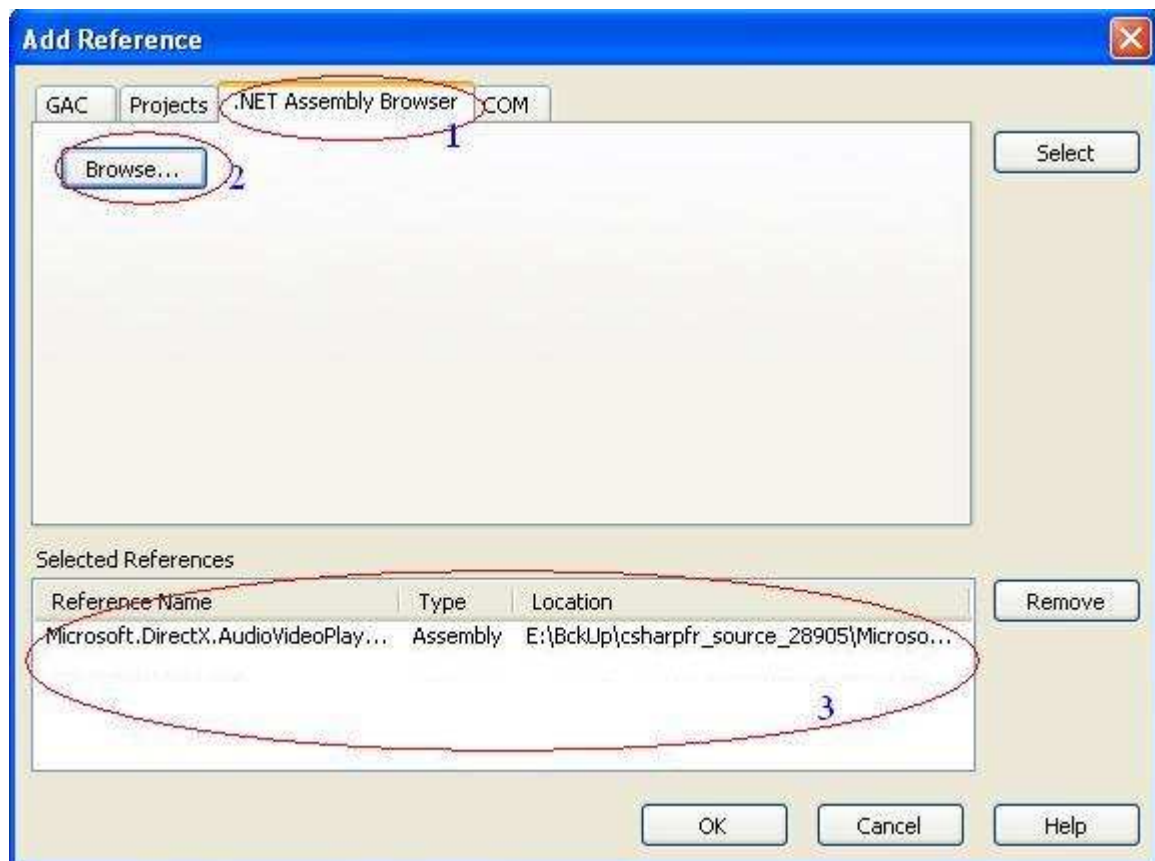 Add Reference
GAC Projects .NET Assembly Browser COM
1
Browse... 2
Select
Selected References
Reference Name Type Location
Microsoft.DirectX.AudioVideoPlay... Assembly E:\BckUp\csharpfr_source_28905\Microso...
3
Remove
OK Cancel Help